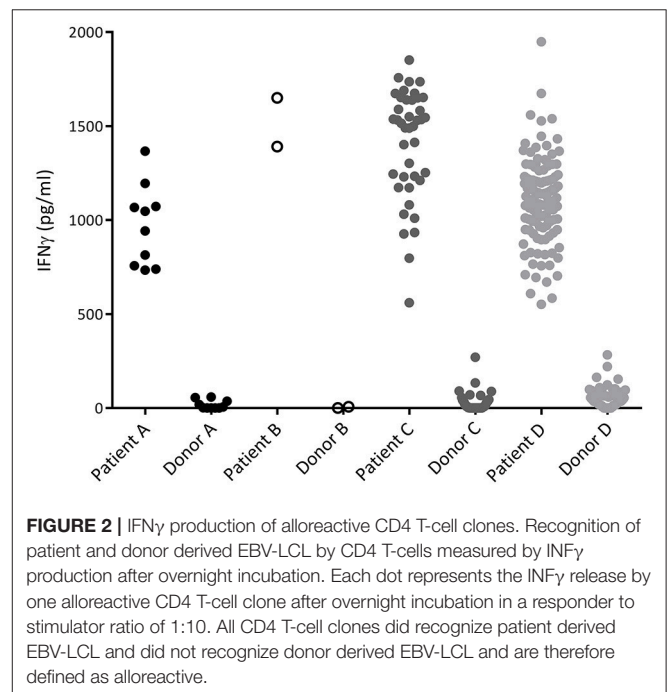 2000
1500
1000
500
0
IFNγ (pg/ml)
Patient A
Donor A
Patient B
Donor B
Patient C
Donor C
Patient D
Donor D
FIGURE 2 | IFNγ production of alloreactive CD4 T-cell clones. Recognition of
patient and donor derived EBV-LCL by CD4 T-cells measured by INFγ
production after overnight incubation. Each dot represents the INFγ release by
one alloreactive CD4 T-cell clone after overnight incubation in a responder to
stimulator ratio of 1:10. All CD4 T-cell clones did recognize patient derived
EBV-LCL and did not recognize donor derived EBV-LCL and are therefore
defined as alloreactive.